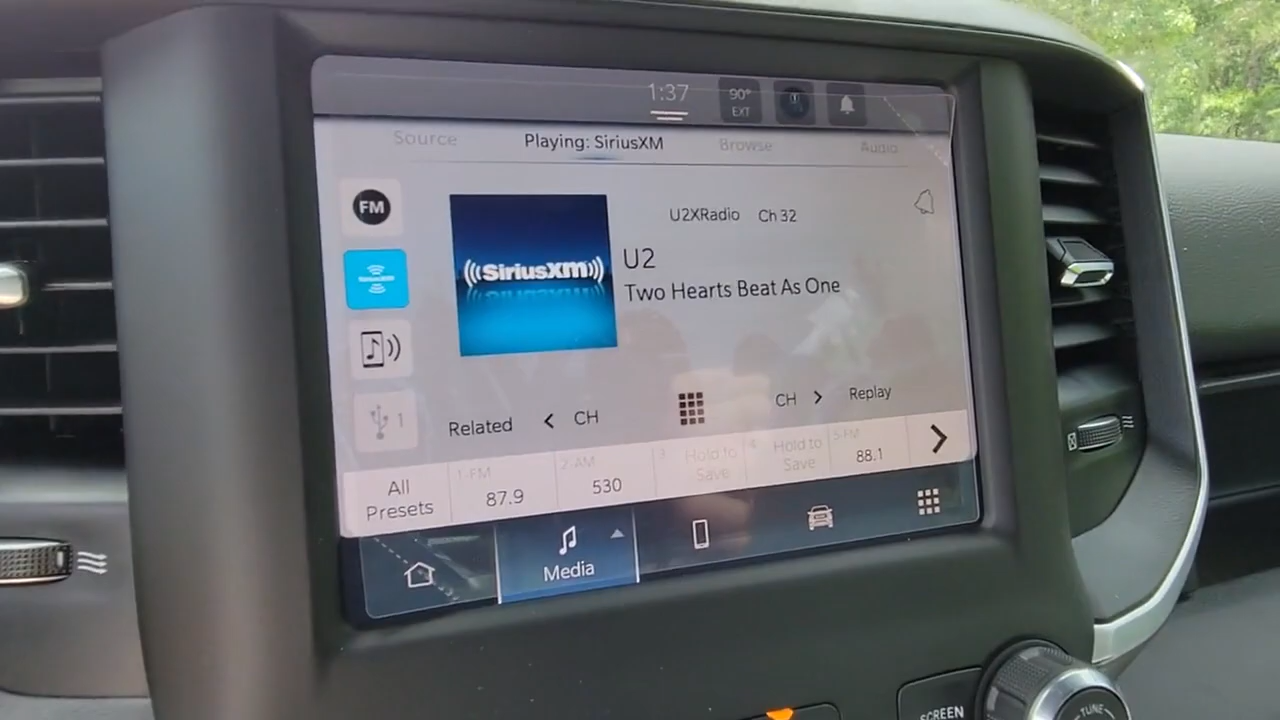 1:37
90°
EXT
Source
Playing: SiriusXM
Browse
Audio
FM
U2XRadio Ch 32
(((SiriusXM)))
U2
Two Hearts Beat As One
1
Related
CH
CH
Replay
All
Presets
1-FM
87.9
2-AM
530
3
Hold to
Save
4
Hold to
Save
5-FM
88.1
Media
SCREEN
TUNE